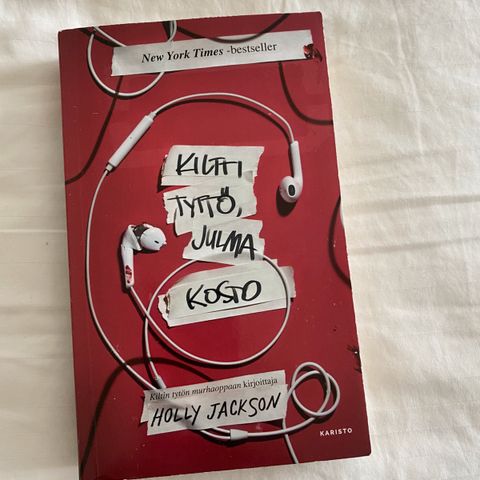 New York Times -bestseller
KILTTI
TYTTÖ,
JULMA
KOSTO
Kiltin tytön murhaoppaan kirjoittaja
HOLLY JACKSON
KARISTO